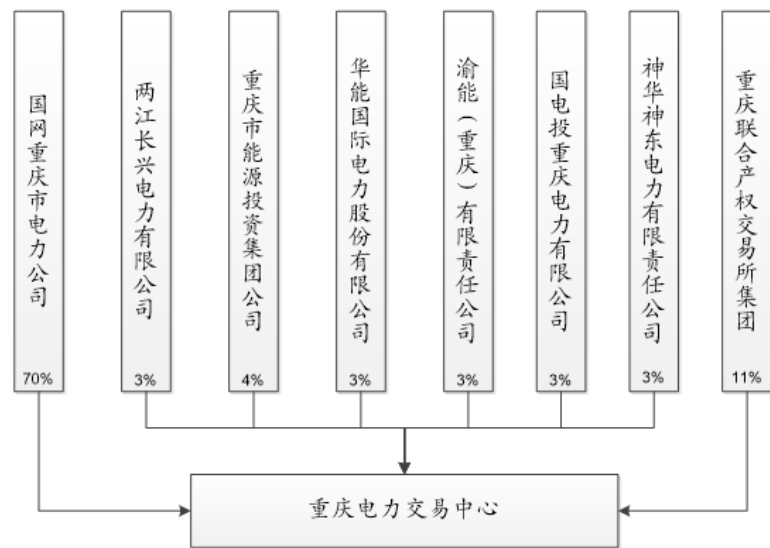 国网重庆市电力公司
70%
两江长兴电力有限公司
3%
重庆市能源投资集团公司
4%
华能国际电力股份有限公司
3%
渝能（重庆）有限责任公司
3%
国电投重庆电力有限公司
3%
神华神东电力有限责任公司
3%
重庆联合产权交易所集团
11%
重庆电力交易中心